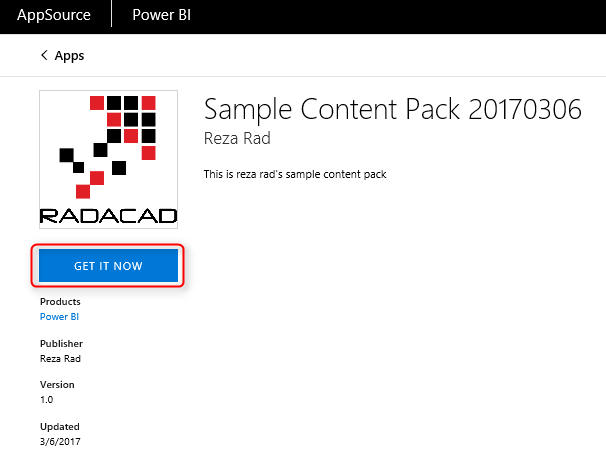 AppSource
Power BI
Apps
Sample Content Pack 20170306
Reza Rad
This is reza rad's sample content pack
RADACAD
GET IT NOW
Products
Power BI
Publisher
Reza Rad
Version
1.0
Updated
3/6/2017